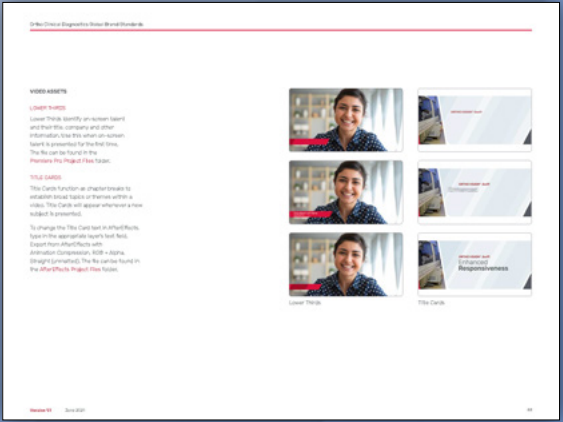 Ortho Clinical Diagnostics Global Brand Standards
VIDEO ASSETS
LOWER THIRDS
Lower Thirds identify on-screen talent
and their title, company and other
information. Use this when on-screen
talent is presented for the first time.
The file can be found in the
Premiere Pro Project Files folder.
TITLE CARDS
Title Cards function as chapter breaks to
establish broad topics or themes within a
video. Title Cards will appear whenever a new
subject is presented.
To change the Title Card text in AfterEffects,
type in the appropriate layer's text field.
Export from AfterEffects with
Animation Compression, RGB + Alpha,
Straight (unmatted). The file can be found in
the AfterEffects Project Files folder.
Enhanced
Enhanced
Responsiveness
Lower Thirds
Title Cards
June 2021